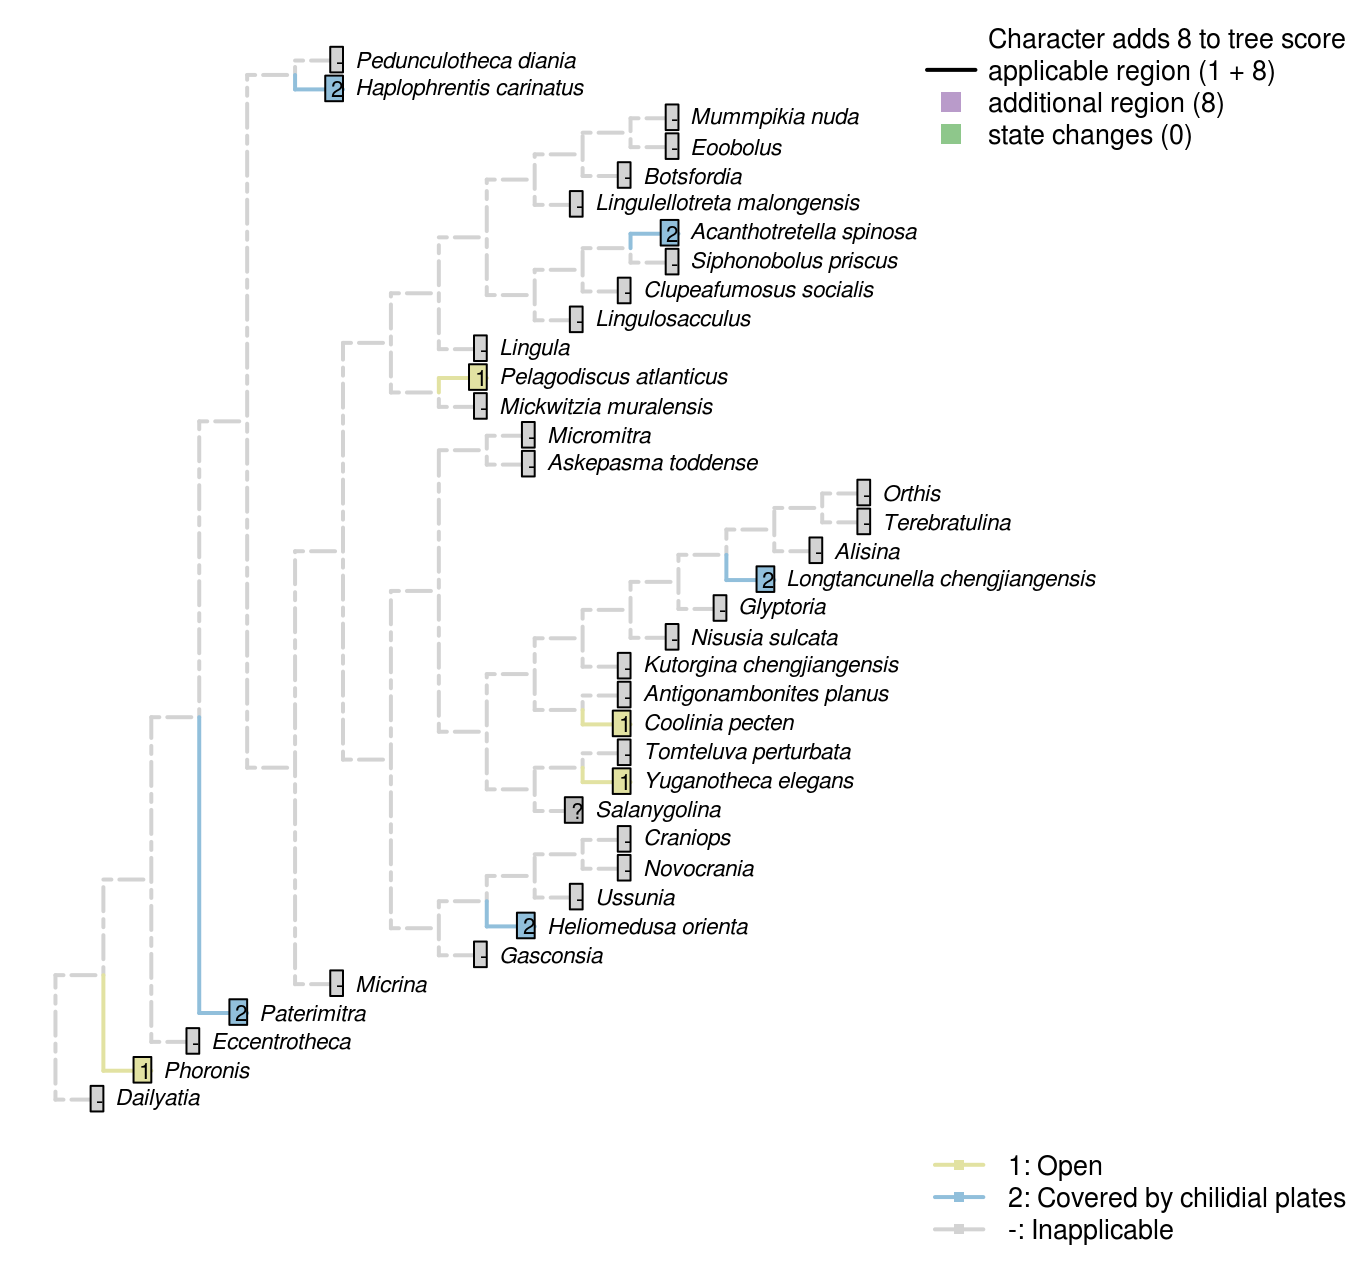 Character adds 8 to tree score
applicable region (1 + 8)
additional region (8)
state changes (0)
- Pedunculotheca diania
2 Haplophrentis carinatus
- Mummpikia nuda
- Eoobolus
- Botsfordia
- Lingulellotreta malongensis
2 Acanthotretella spinosa
- Siphonobolus priscus
- Clupeafumosus socialis
- Lingulosacculus
- Lingula
1 Pelagodiscus atlanticus
- Mickwitzia muralensis
- Micromitra
- Askepasma toddense
- Orthis
- Terebratulina
- Alisina
2 Longtancunella chengjiangensis
- Glyptoria
- Nisusia sulcata
- Kutorgina chengjiangensis
- Antigonambonites planus
1 Coolinia pecten
- Tomteluva perturbata
1 Yuganotheca elegans
? Salanygolina
- Craniops
- Novocrania
- Ussunia
2 Heliomedusa orienta
- Gasconsia
- Micrina
2 Paterimitra
- Eccentrotheca
1 Phoronis
- Dailyatia
1: Open
2: Covered by chilidial plates
-: Inapplicable